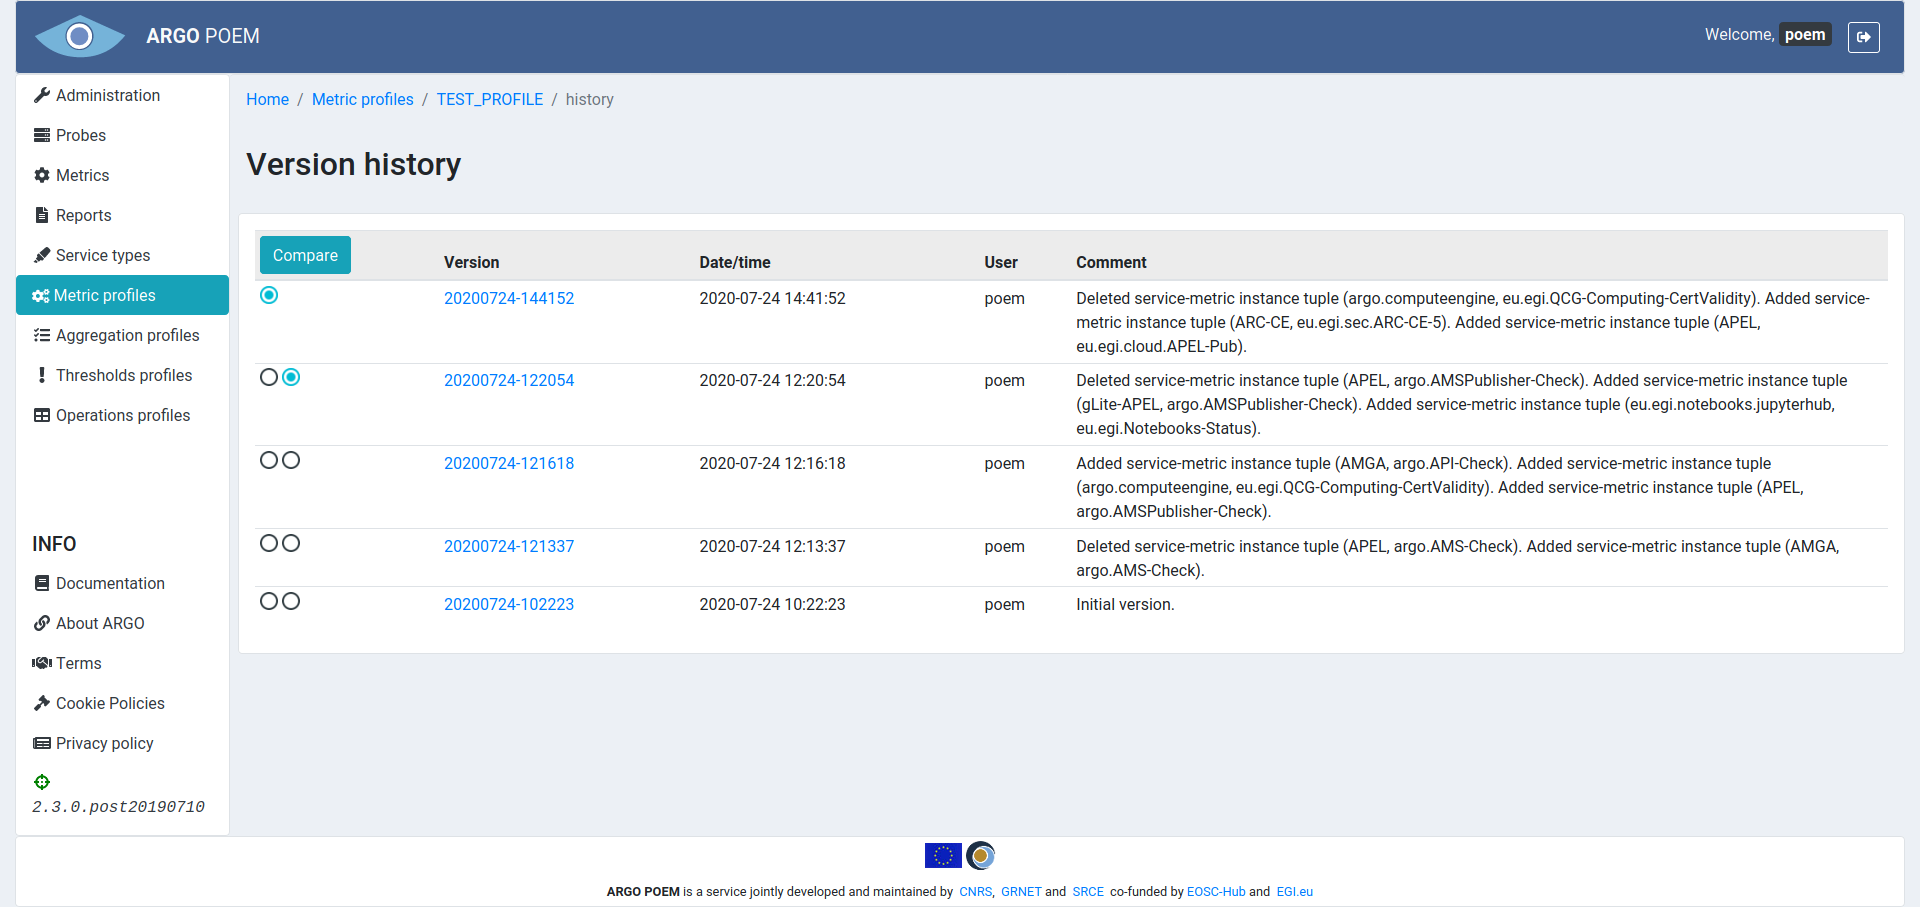 ARGO POEM
Welcome, poem
Administration
Probes
Metrics
Reports
Service types
Metric profiles
Aggregation profiles
Thresholds profiles
Operations profiles
INFO
Documentation
About ARGO
Terms
Cookie Policies
Privacy policy
2.3.0.post20190710
Home / Metric profiles / TEST_PROFILE / history
Version history
Compare Version Date/time User Comment
20200724-144152 2020-07-24 14:41:52 poem Deleted service-metric instance tuple (argo.computeengine, eu.egi.QCG-Computing-CertValidity). Added service-
metric instance tuple (ARC-CE, eu.egi.sec.ARC-CE-5). Added service-metric instance tuple (APEL,
eu.egi.cloud.APEL-Pub).
20200724-122054 2020-07-24 12:20:54 poem Deleted service-metric instance tuple (APEL, argo.AMSPublisher-Check). Added service-metric instance tuple
(gLite-APEL, argo.AMSPublisher-Check). Added service-metric instance tuple (eu.egi.notebooks.jupyterhub,
eu.egi.Notebooks-Status).
20200724-121618 2020-07-24 12:16:18 poem Added service-metric instance tuple (AMGA, argo.API-Check). Added service-metric instance tuple
(argo.computeengine, eu.egi.QCG-Computing-CertValidity). Added service-metric instance tuple (APEL,
argo.AMSPublisher-Check).
20200724-121337 2020-07-24 12:13:37 poem Deleted service-metric instance tuple (APEL, argo.AMS-Check). Added service-metric instance tuple (AMGA,
argo.AMS-Check).
20200724-102223 2020-07-24 10:22:23 poem Initial version.
ARGO POEM is a service jointly developed and maintained by CNRS, GRNET and SRCE co-funded by EOSC-Hub and EGI.eu